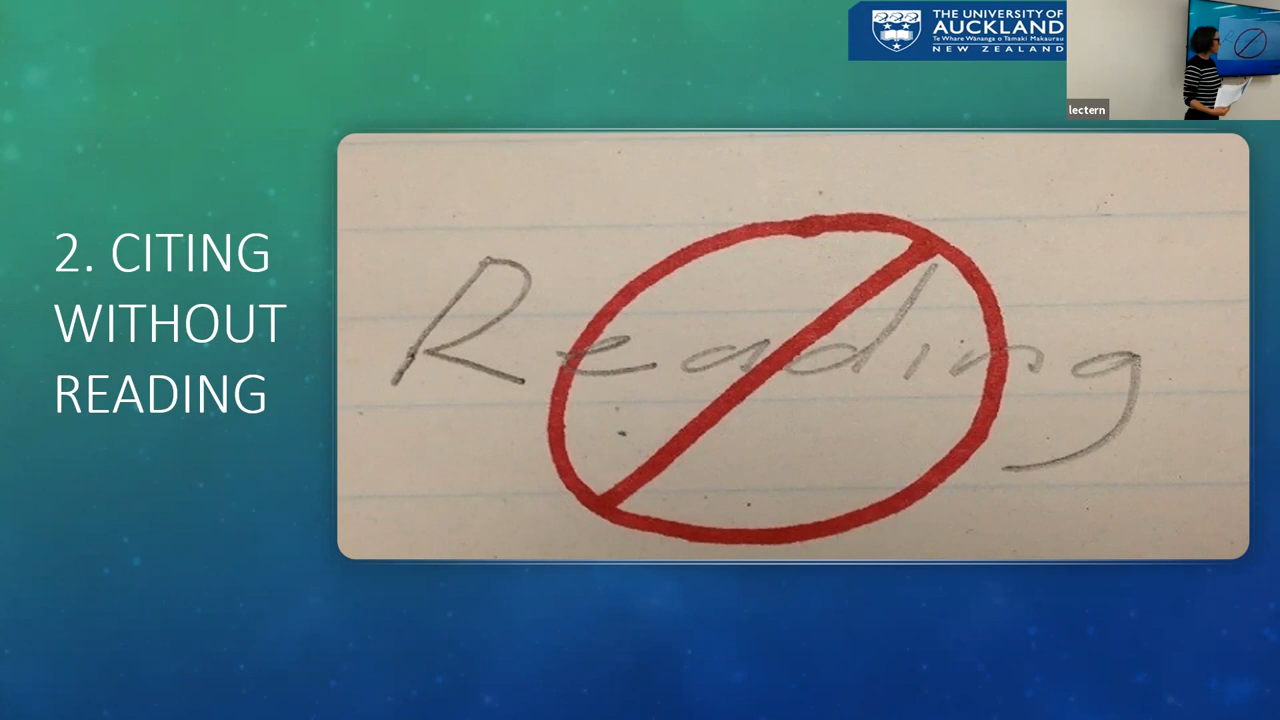 THE UNIVERSITY OF
AUCKLAND
Te Whare Wānanga o Tāmaki Makaurau
NEW ZEALAND
lectern
2. CITING
WITHOUT
READING
Reading